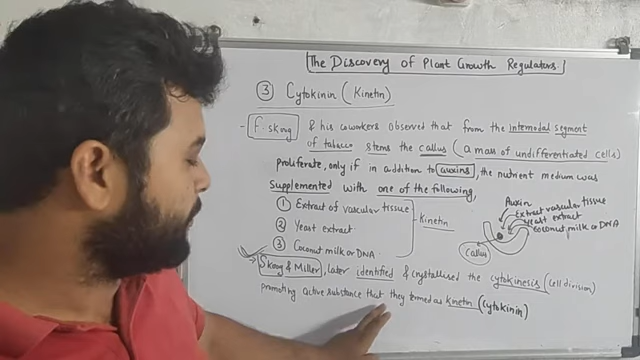 The Discovery of Plant Growth Regulators.
③ Cytokinin (Kinetin)
- F. skoog & his coworkers observed that from the internodal segment
of tabaco stems the callus (a mass of undifferentiated cells)
proliferate, only if in addition to auxins, the nutrient medium was
Supplemented with one of the following,
① Extract of vascular tissue
② Yeast extract
③ Coconut milk or DNA
Kinetin
Auxin
Extract vascular tissue
Yeast extract
Coconut milk or DNA
Callus
→ Skoog & Miller, later identified & crystallised the cytokinesis (cell division)
promoting active substance that they termed as kinetin (cytokinin)